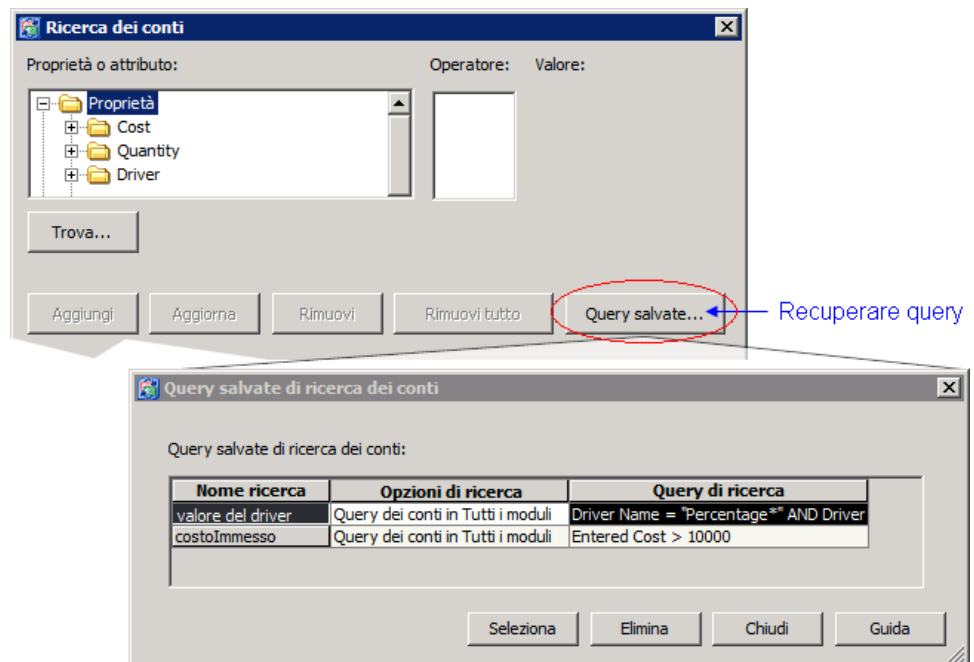 Ricerca dei conti
Proprietà o attributo: Operatore: Valore:
Proprietà
Cost
Quantity
Driver
Trova...
Aggiungi Aggiorna Rimuovi Rimuovi tutto Query salvate... Recuperare query
Query salvate di ricerca dei conti
Query salvate di ricerca dei conti:
Nome ricerca Opzioni di ricerca Query di ricerca
valore del driver Query dei conti in Tutti i moduli Driver Name = "Percentage*" AND Driver
costoImmesso Query dei conti in Tutti i moduli Entered Cost > 10000
Seleziona Elimina Chiudi Guida